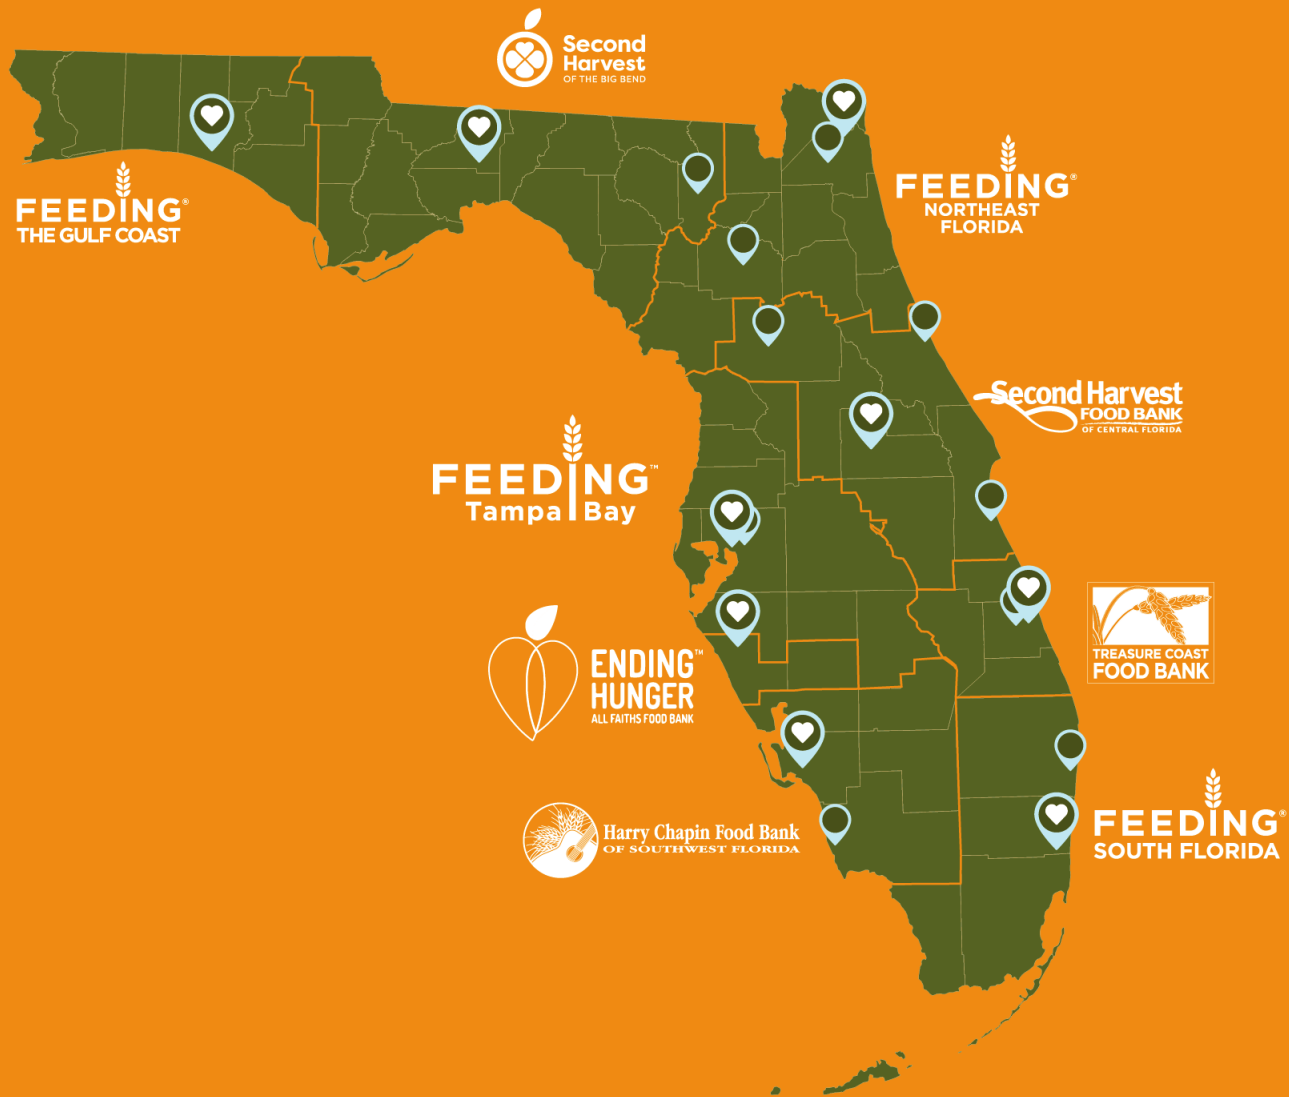 Second
Harvest
OF THE BIG BEND
FEEDING®
THE GULF COAST
FEEDING®
NORTHEAST
FLORIDA
Second Harvest
FOOD BANK
OF CENTRAL FLORIDA
FEEDING™
Tampa Bay
TREASURE COAST
FOOD BANK
ENDING™
HUNGER
ALL FAITHS FOOD BANK
Harry Chapin Food Bank
OF SOUTHWEST FLORIDA
FEEDING®
SOUTH FLORIDA